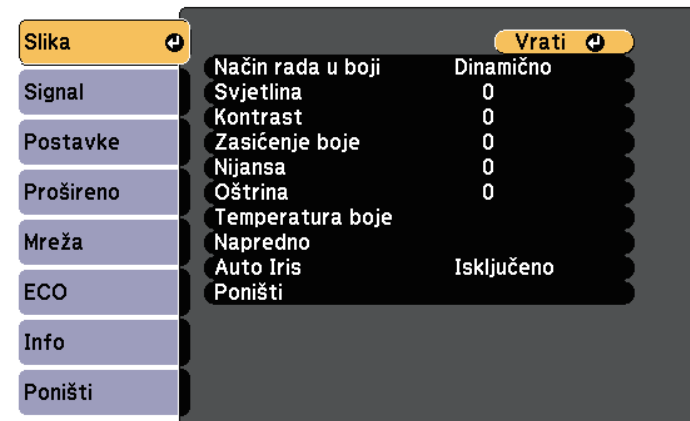 Slika
Signal
Postavke
Prošireno
Mreža
ECO
Info
Poništi
Vrati
Način rada u boji Dinamično
Svjetlina 0
Kontrast 0
Zasićenje boje 0
Nijansa 0
Oštrina 0
Temperatura boje
Napredno
Auto Iris Isključeno
Poništi